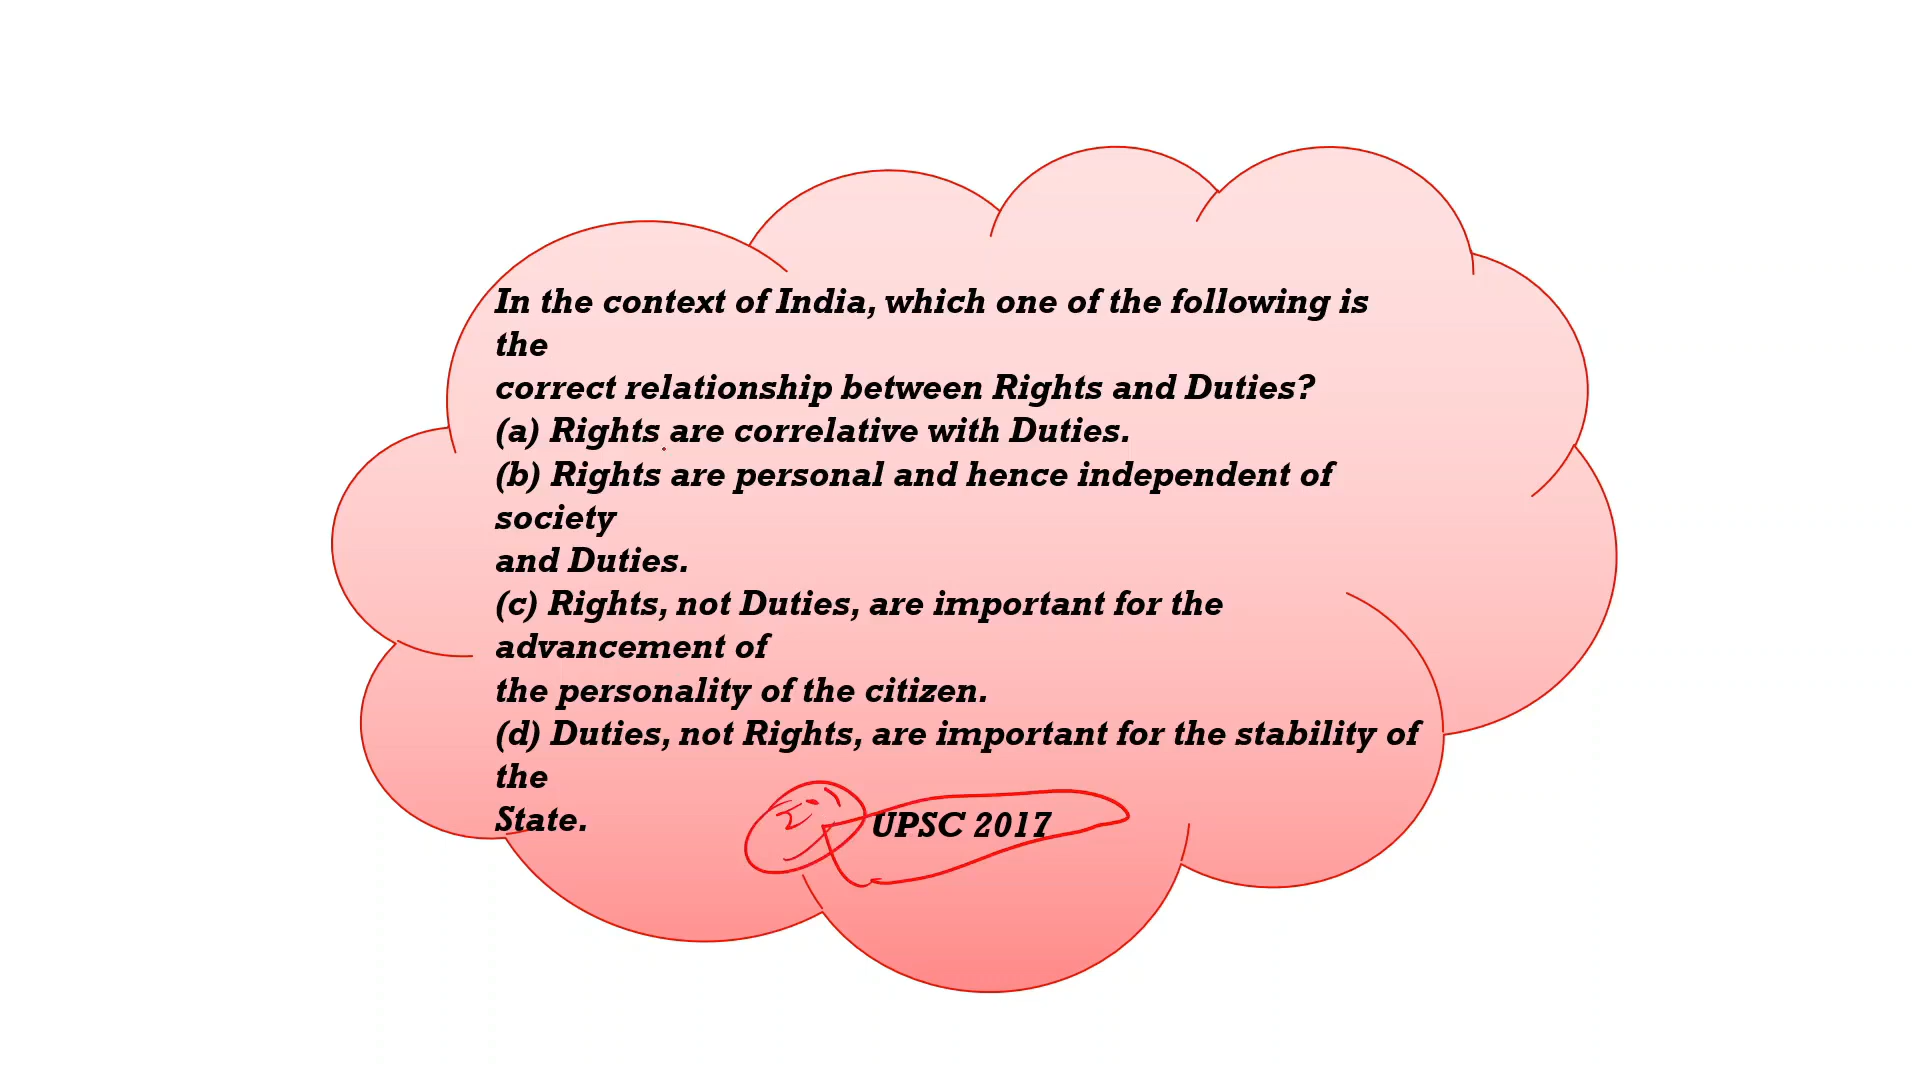 In the context of India, which one of the following is
the
correct relationship between Rights and Duties?
(a) Rights are correlative with Duties.
(b) Rights are personal and hence independent of
society
and Duties.
(c) Rights, not Duties, are important for the
advancement of
the personality of the citizen.
(d) Duties, not Rights, are important for the stability of
the
State.
UPSC 2017